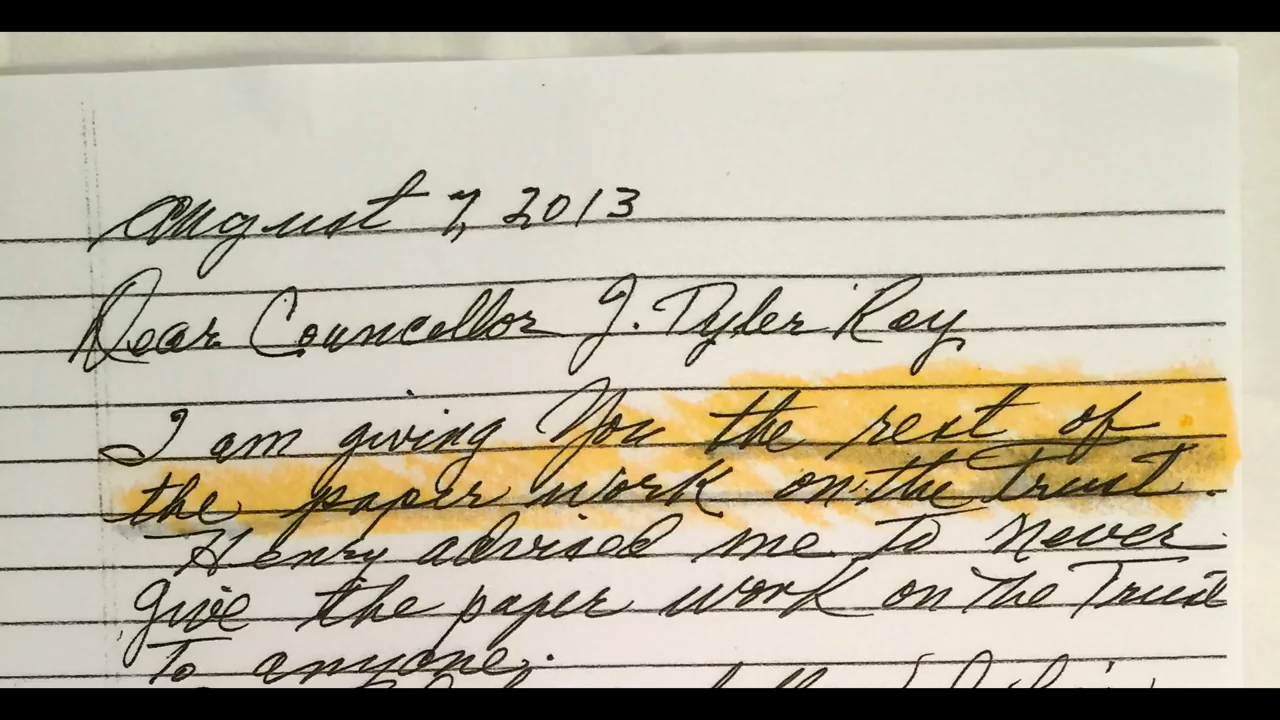 August 7, 2013
Dear Councellor J. Tyler Ray
I am giving You the rest of
the paper work on the trust.
Henry advised me To never
give the paper work on The Trust
To anyone.